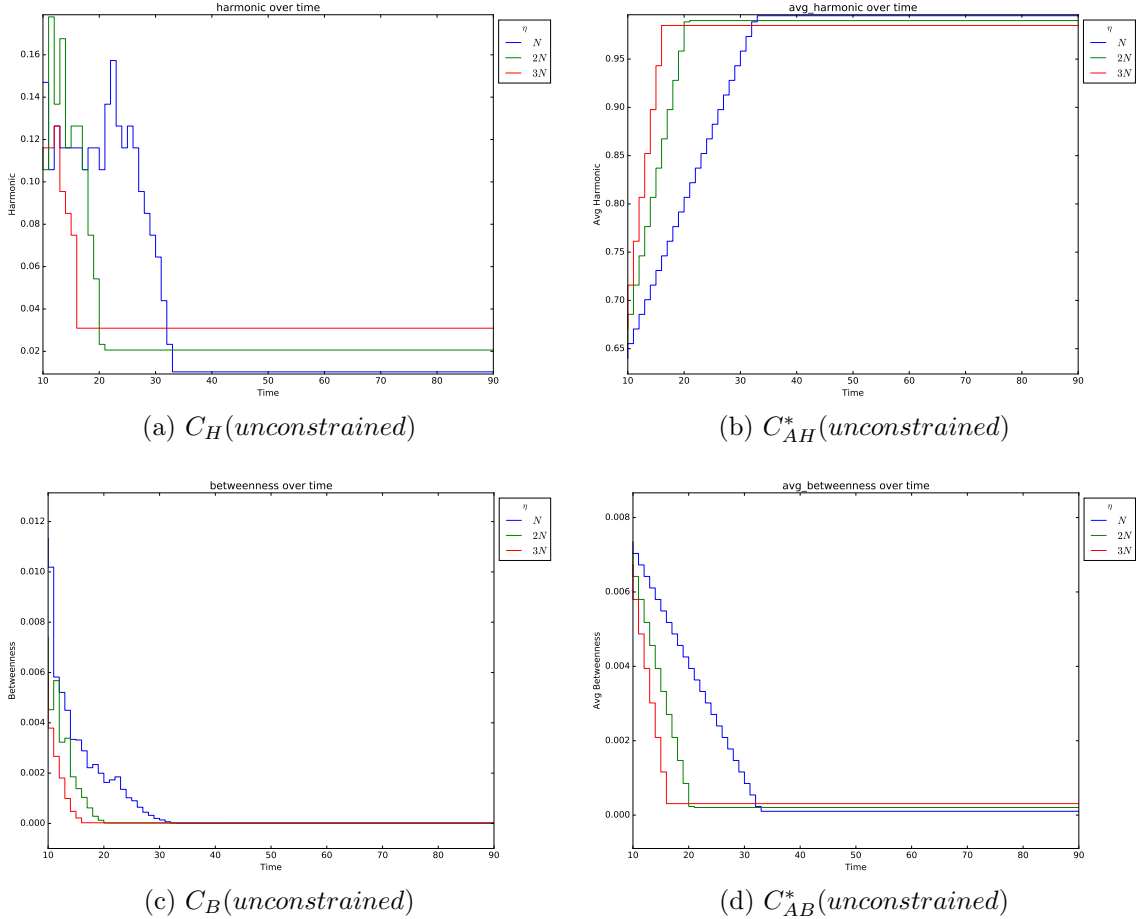 harmonic over time
0.16
0.14
0.12
0.10
0.08
0.06
0.04
0.02
Harmonic
10 20 30 40 50 60 70 80 90
Time
η
N
2N
3N
(a) C_H(unconstrained)
avg_harmonic over time
0.95
0.90
0.85
0.80
0.75
0.70
0.65
Avg Harmonic
10 20 30 40 50 60 70 80 90
Time
η
N
2N
3N
(b) C*_AH(unconstrained)
betweenness over time
0.012
0.010
0.008
0.006
0.004
0.002
0.000
Betweenness
10 20 30 40 50 60 70 80 90
Time
η
N
2N
3N
(c) C_B(unconstrained)
avg_betweenness over time
0.008
0.006
0.004
0.002
0.000
Avg Betweenness
10 20 30 40 50 60 70 80 90
Time
η
N
2N
3N
(d) C*_AB(unconstrained)